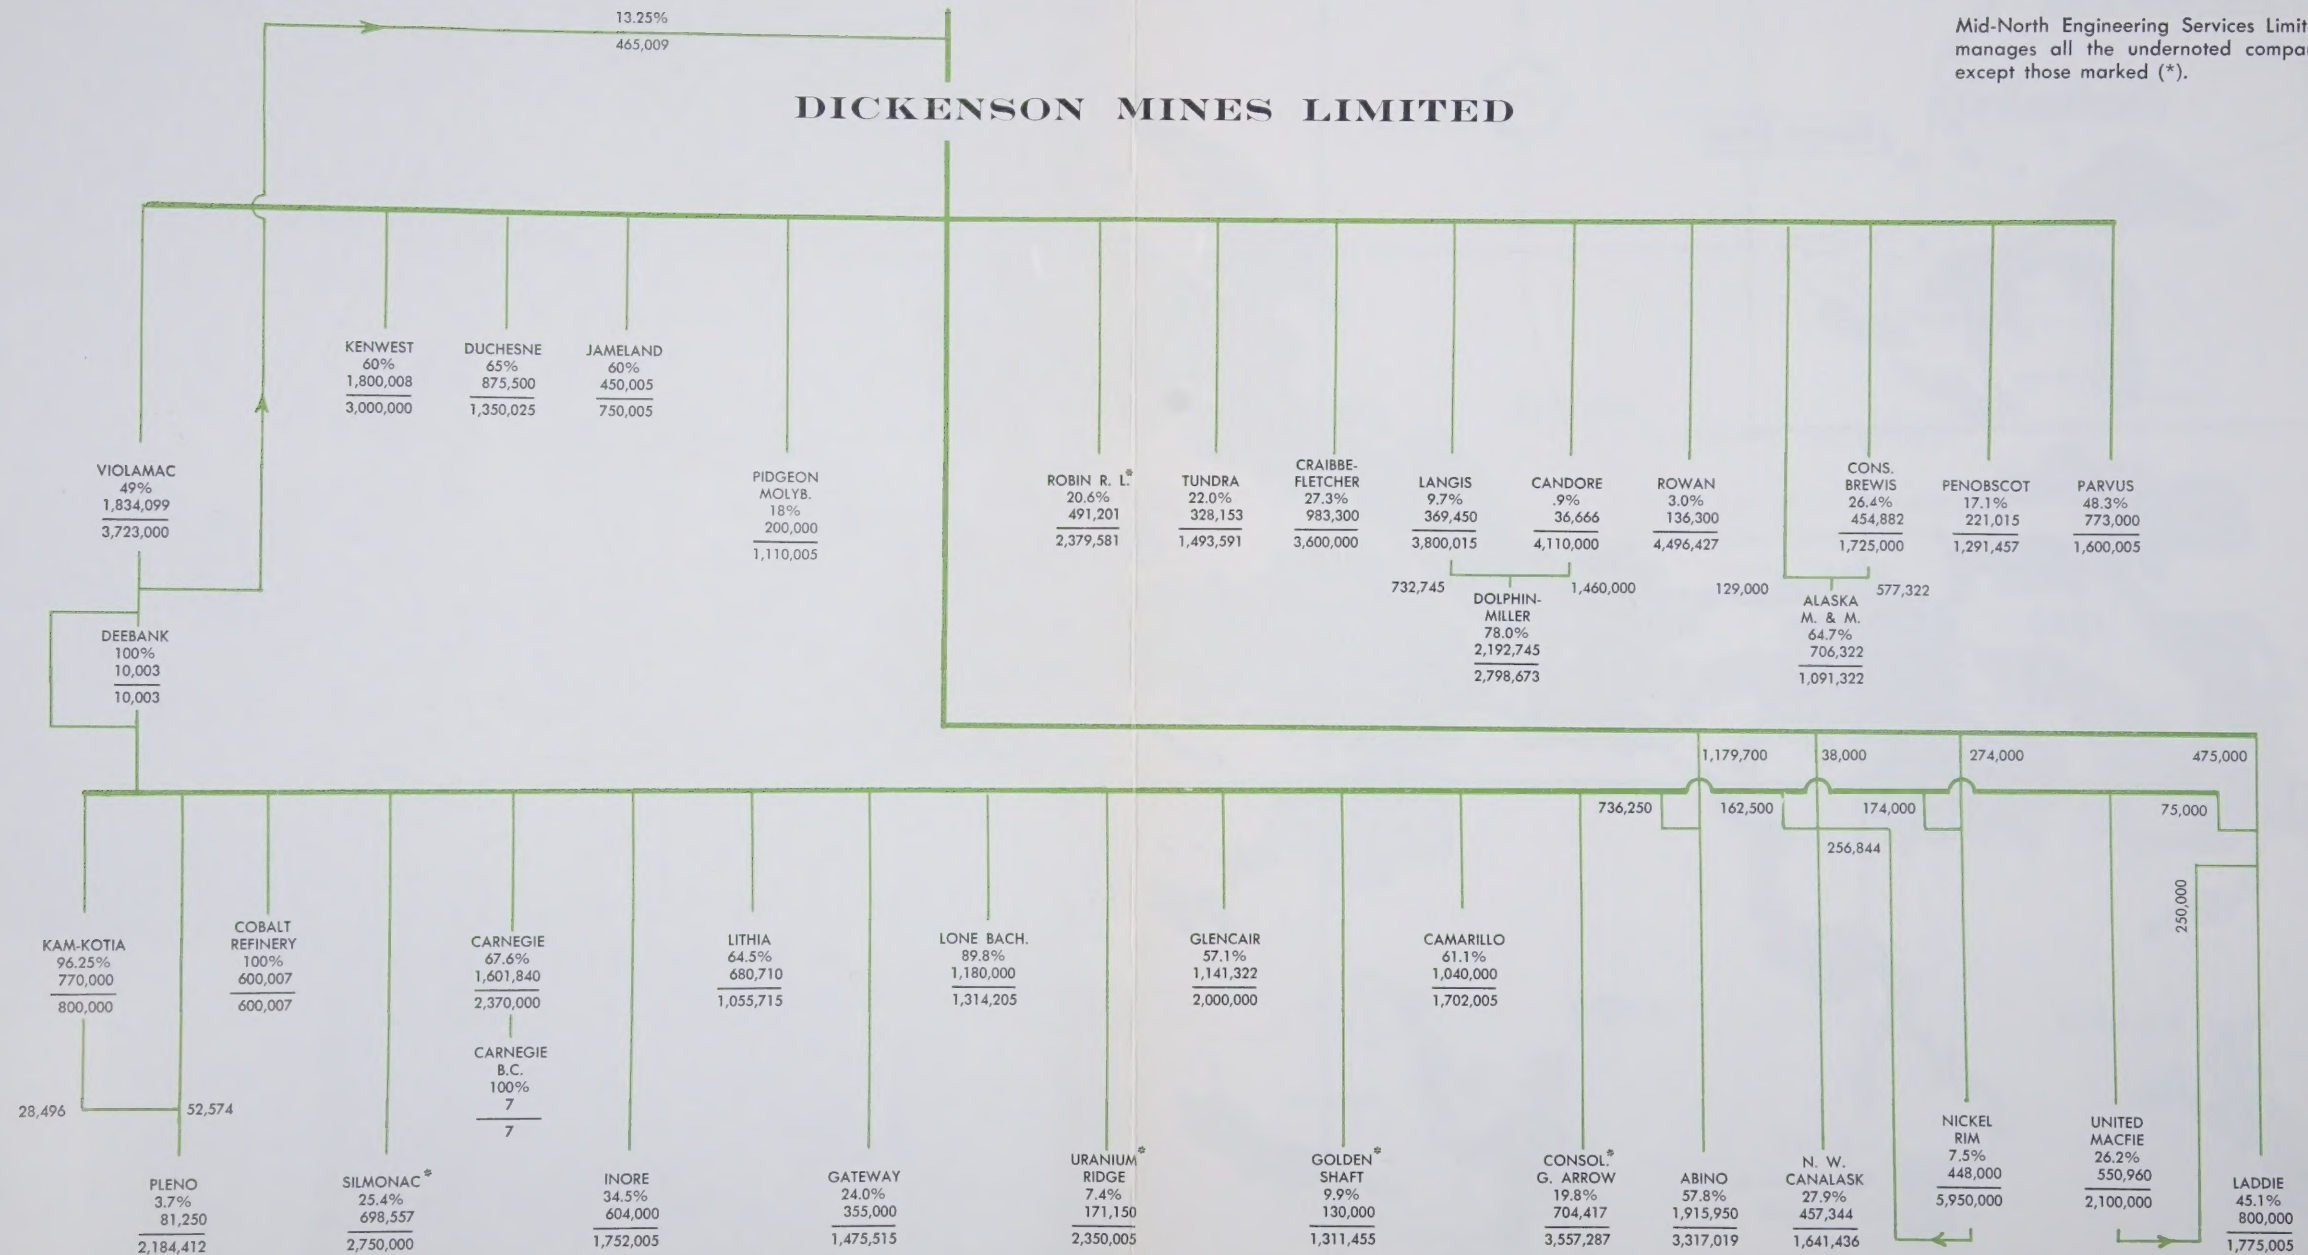 13.25%
465,009
Mid-North Engineering Services Limit
manages all the undernoted compa
except those marked (*).
DICKENSON MINES LIMITED
KENWEST
60%
1,800,008
3,000,000
DUCHESNE
65%
875,500
1,350,025
JAMELAND
60%
450,005
750,005
VIOLAMAC
49%
1,834,099
3,723,000
PIDGEON
MOLYB.
18%
200,000
1,110,005
ROBIN R. L.*
20.6%
491,201
2,379,581
TUNDRA
22.0%
328,153
1,493,591
CRAIBBE-
FLETCHER
27.3%
983,300
3,600,000
LANGIS
9.7%
369,450
3,800,015
CANDORE
.9%
36,666
4,110,000
ROWAN
3.0%
136,300
4,496,427
CONS.
BREWIS
26.4%
454,882
1,725,000
PENOBSCOT
17.1%
221,015
1,291,457
PARVUS
48.3%
773,000
1,600,005
732,745
1,460,000
DOLPHIN-
MILLER
78.0%
2,192,745
2,798,673
129,000
577,322
ALASKA
M. & M.
64.7%
706,322
1,091,322
DEEBANK
100%
10,003
10,003
1,179,700
38,000
274,000
475,000
736,250
162,500
174,000
75,000
256,844
250,000
KAM-KOTIA
96.25%
770,000
800,000
COBALT
REFINERY
100%
600,007
600,007
CARNEGIE
67.6%
1,601,840
2,370,000
LITHIA
64.5%
680,710
1,055,715
LONE BACH.
89.8%
1,180,000
1,314,205
GLENCAIR
57.1%
1,141,322
2,000,000
CAMARILLO
61.1%
1,040,000
1,702,005
CARNEGIE
B.C.
100%
7
7
28,496
52,574
PLENO
3.7%
81,250
2,184,412
SILMONAC*
25.4%
698,557
2,750,000
INORE
34.5%
604,000
1,752,005
GATEWAY
24.0%
355,000
1,475,515
URANIUM*
RIDGE
7.4%
171,150
2,350,005
GOLDEN*
SHAFT
9.9%
130,000
1,311,455
CONSOL.*
G. ARROW
19.8%
704,417
3,557,287
ABINO
57.8%
1,915,950
3,317,019
N. W.
CANALASK
27.9%
457,344
1,641,436
NICKEL
RIM
7.5%
448,000
5,950,000
UNITED
MACFIE
26.2%
550,960
2,100,000
LADDIE
45.1%
800,000
1,775,005